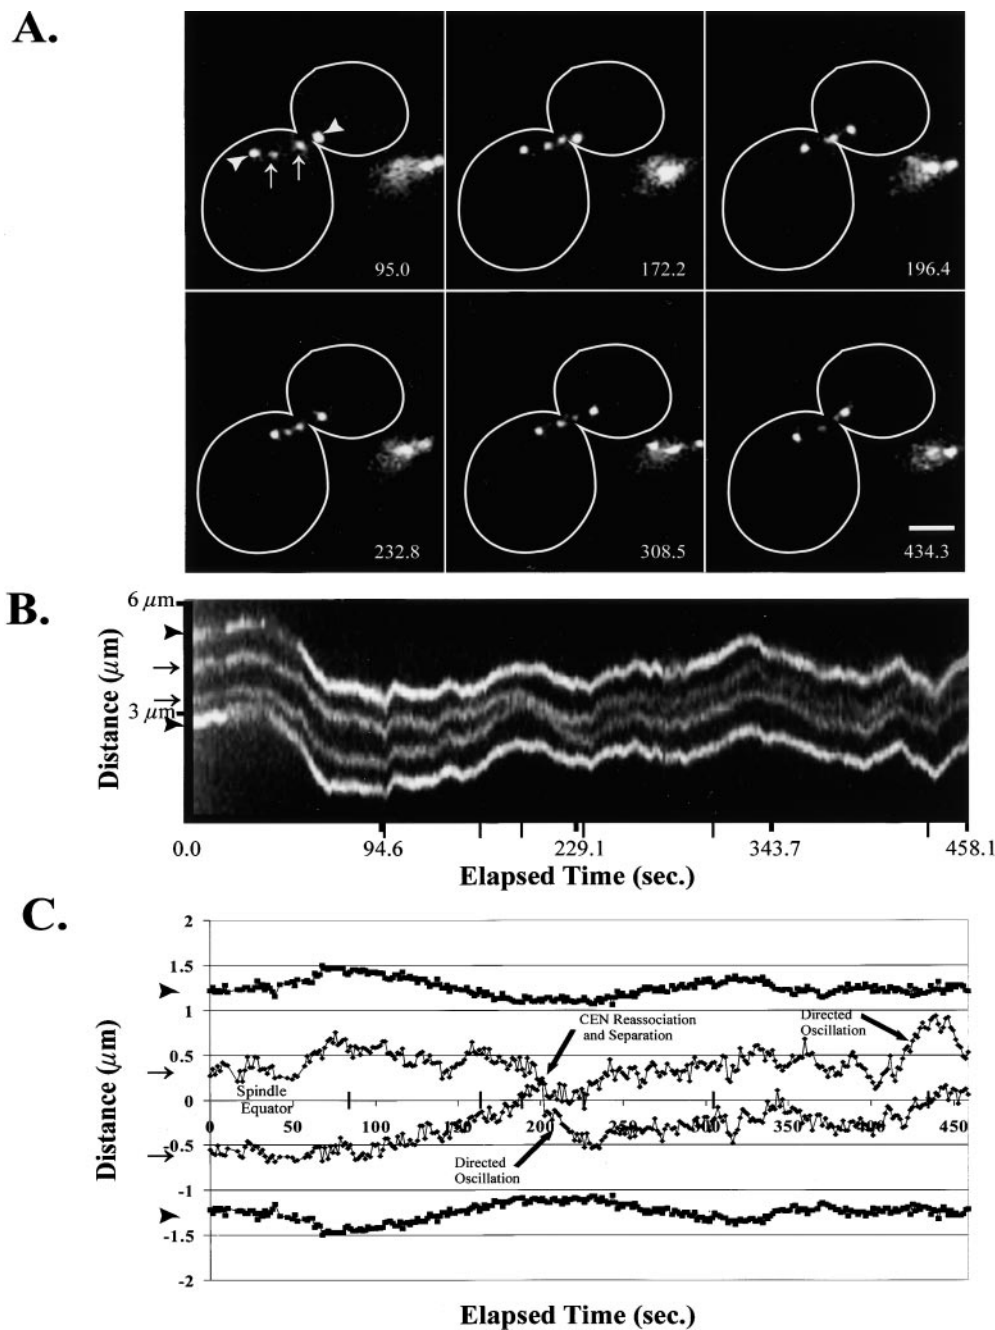 A.
95.0
172.2
196.4
232.8
308.5
434.3
B.
6 μm
3 μm
Distance (μm)
0.0
94.6
229.1
343.7
458.1
Elapsed Time (sec.)
C.
2
1.5
1
0.5
0
-0.5
-1
-1.5
-2
Distance (μm)
CEN Reassociation
and Separation
Directed
Oscillation
Spindle
Equator
0
50
100
150
200
250
300
350
400
450
Directed
Oscillation
Elapsed Time (sec.)